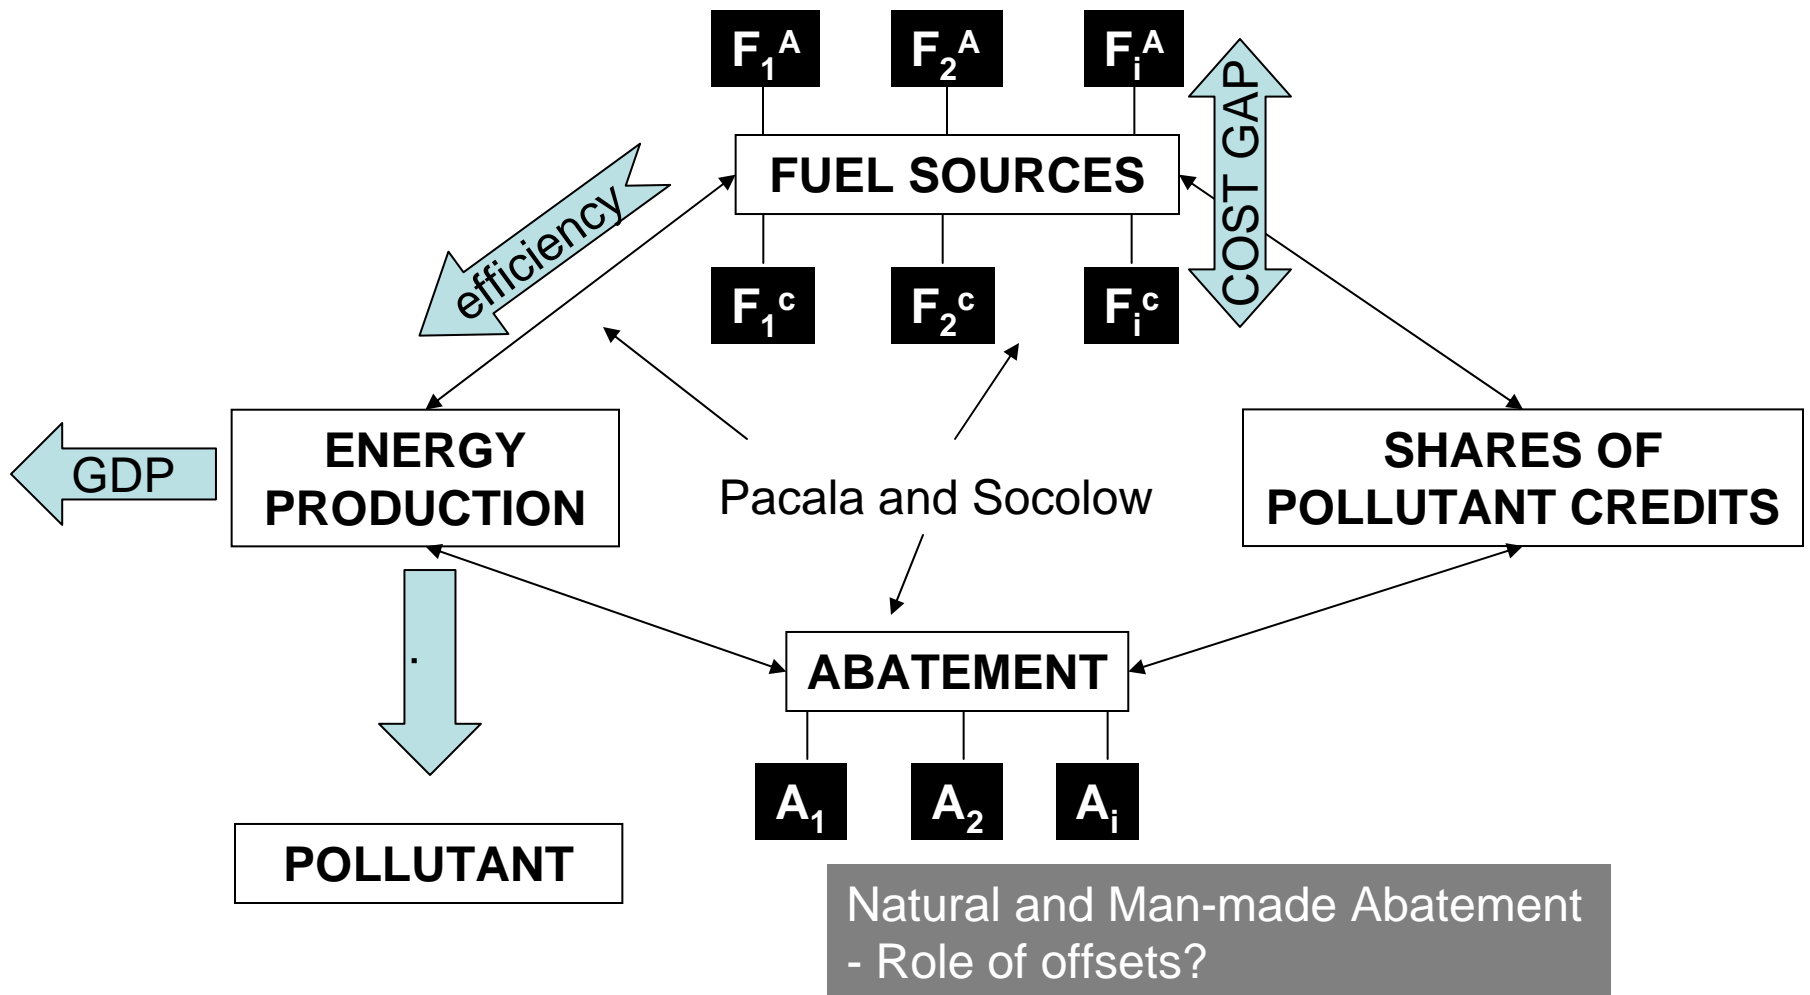 F₁ᴬ F₂ᴬ Fᵢᴬ
COST GAP
FUEL SOURCES
efficiency
F₁ᶜ F₂ᶜ Fᵢᶜ
GDP
ENERGY
PRODUCTION
Pacala and Socolow
SHARES OF
POLLUTANT CREDITS
.
ABATEMENT
A₁ A₂ Aᵢ
POLLUTANT
Natural and Man-made Abatement
- Role of offsets?